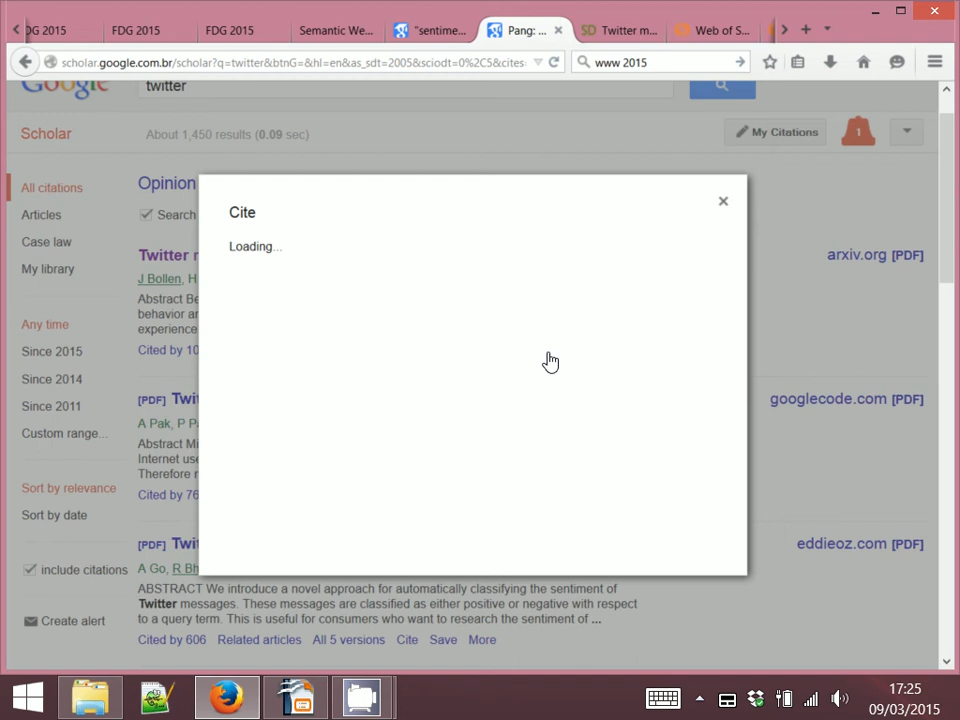 DG 2015
FDG 2015
FDG 2015
Semantic We...
"sentime...
Pang: ...
Twitter m...
Web of S...
scholar.google.com.br/scholar?q=twitter&btnG=&hl=en&as_sdt=2005&sciodt=0%2C5&cites
www 2015
Google
twitter
Scholar
About 1,450 results (0.09 sec)
My Citations
1
All citations
Articles
Case law
My library
Any time
Since 2015
Since 2014
Since 2011
Custom range...
Sort by relevance
Sort by date
include citations
Create alert
Opinion
Search
Twitter
arxiv.org [PDF]
J Bollen, H
Abstract Be
behavior
experience
Cited by 10
Cite
Loading...
[PDF] Twi
googlecode.com [PDF]
A Pak, P P
Abstract Mi
Internet use
Therefore
Cited by 76
[PDF] Twi
eddieoz.com [PDF]
A Go, R Bh
ABSTRACT We introduce a novel approach for automatically classifying the sentiment of
Twitter messages. These messages are classified as either positive or negative with respect
to a query term. This is useful for consumers who want to research the sentiment of ...
Cited by 606 Related articles All 5 versions Cite Save More
17:25
09/03/2015